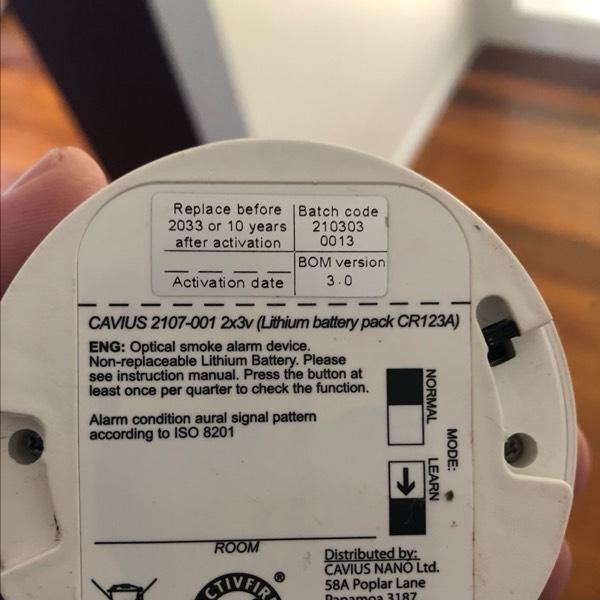 Replace before
2033 or 10 years
after activation
Activation date
Batch code
210303
0013
BOM version
3.0
CAVIUS 2107-001 2x3v (Lithium battery pack CR123A)
ENG: Optical smoke alarm device.
Non-replaceable Lithium Battery. Please
see instruction manual. Press the button at
least once per quarter to check the function.
Alarm condition aural signal pattern
according to ISO 8201
NORMAL
LEARN
MODE:
ROOM
Distributed by:
CAVIUS NANO Ltd.
58A Poplar Lane
Papamoa 3187